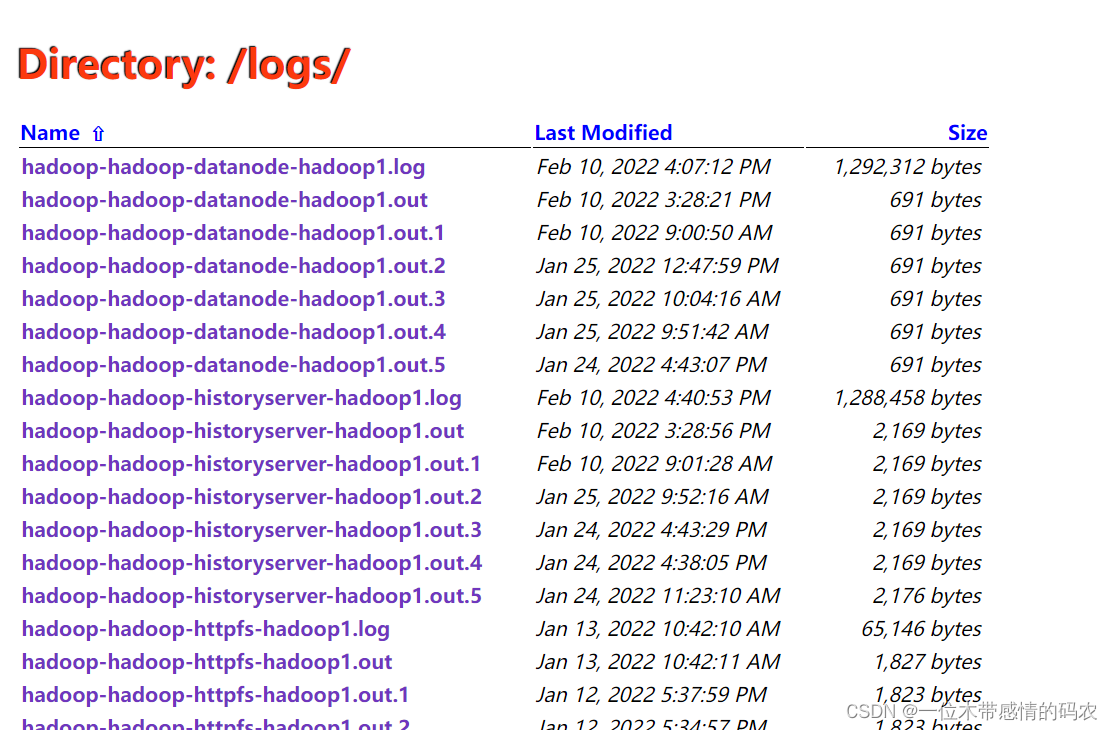 Directory: /logs/
Name ⇧ Last Modified Size
hadoop-hadoop-datanode-hadoop1.log Feb 10, 2022 4:07:12 PM 1,292,312 bytes
hadoop-hadoop-datanode-hadoop1.out Feb 10, 2022 3:28:21 PM 691 bytes
hadoop-hadoop-datanode-hadoop1.out.1 Feb 10, 2022 9:00:50 AM 691 bytes
hadoop-hadoop-datanode-hadoop1.out.2 Jan 25, 2022 12:47:59 PM 691 bytes
hadoop-hadoop-datanode-hadoop1.out.3 Jan 25, 2022 10:04:16 AM 691 bytes
hadoop-hadoop-datanode-hadoop1.out.4 Jan 25, 2022 9:51:42 AM 691 bytes
hadoop-hadoop-datanode-hadoop1.out.5 Jan 24, 2022 4:43:07 PM 691 bytes
hadoop-hadoop-historyserver-hadoop1.log Feb 10, 2022 4:40:53 PM 1,288,458 bytes
hadoop-hadoop-historyserver-hadoop1.out Feb 10, 2022 3:28:56 PM 2,169 bytes
hadoop-hadoop-historyserver-hadoop1.out.1 Feb 10, 2022 9:01:28 AM 2,169 bytes
hadoop-hadoop-historyserver-hadoop1.out.2 Jan 25, 2022 9:52:16 AM 2,169 bytes
hadoop-hadoop-historyserver-hadoop1.out.3 Jan 24, 2022 4:43:29 PM 2,169 bytes
hadoop-hadoop-historyserver-hadoop1.out.4 Jan 24, 2022 4:38:05 PM 2,169 bytes
hadoop-hadoop-historyserver-hadoop1.out.5 Jan 24, 2022 11:23:10 AM 2,176 bytes
hadoop-hadoop-httpfs-hadoop1.log Jan 13, 2022 10:42:10 AM 65,146 bytes
hadoop-hadoop-httpfs-hadoop1.out Jan 13, 2022 10:42:11 AM 1,827 bytes
hadoop-hadoop-httpfs-hadoop1.out.1 Jan 12, 2022 5:37:59 PM 1,823 bytes
hadoop-hadoop-httpfs-hadoop1.out.2 Jan 12, 2022 5:34:57 PM 1,823 bytes
CSDN @一位木带感情的码农